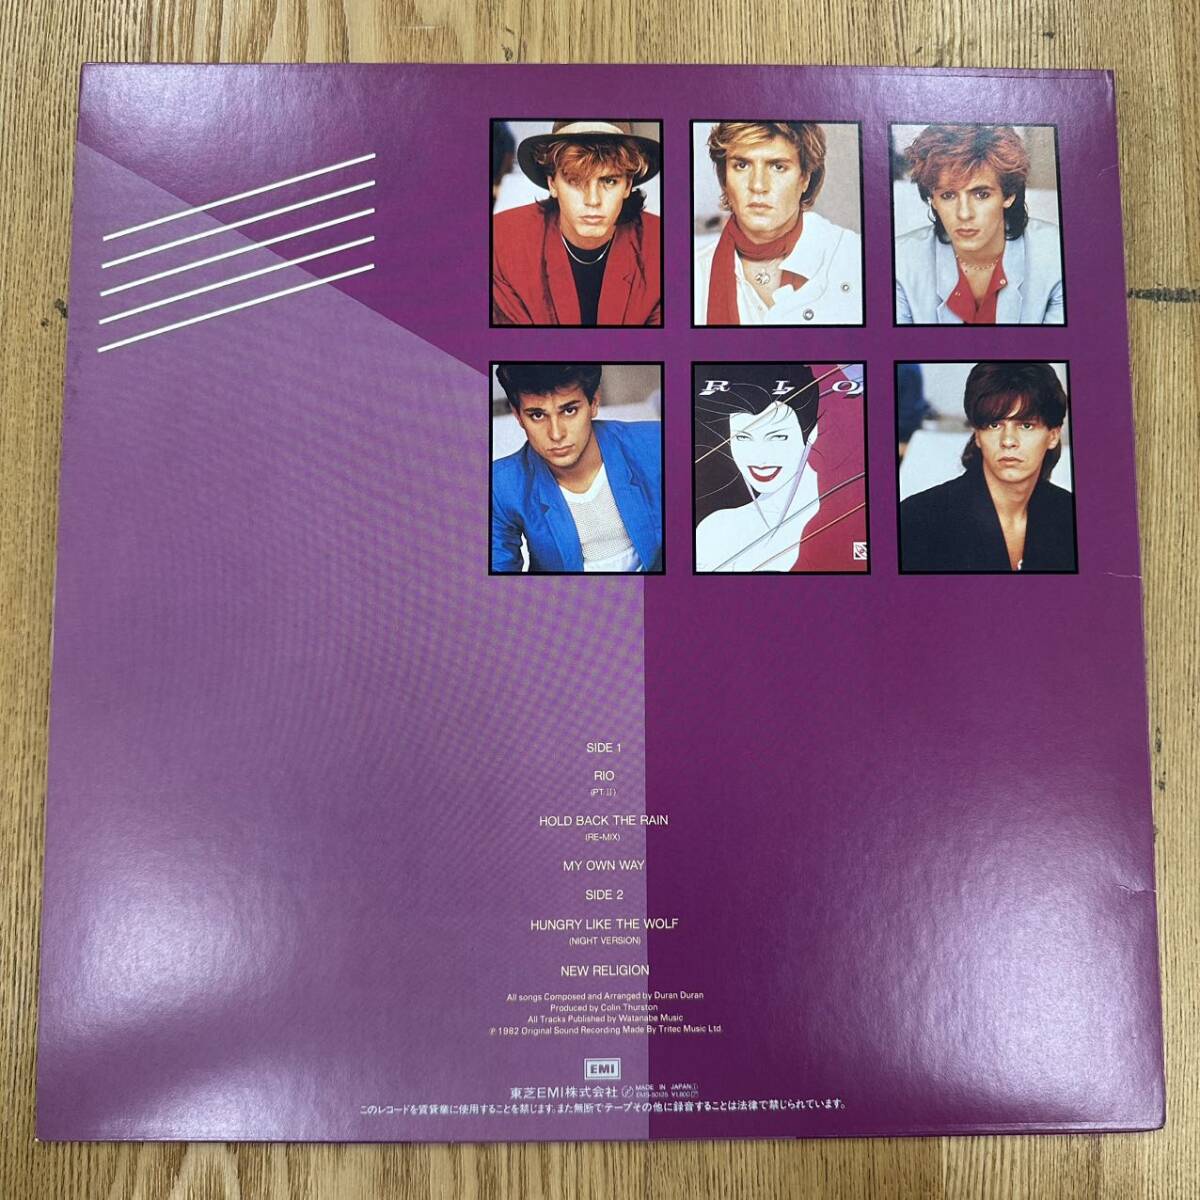 RIO
SIDE 1
RIO
(PT. II)
HOLD BACK THE RAIN
(RE-MIX)
MY OWN WAY
SIDE 2
HUNGRY LIKE THE WOLF
(NIGHT VERSION)
NEW RELIGION
All songs Composed and Arranged by Duran Duran
Produced by Colin Thurston
All Tracks Published by Watanabe Music
Ⓟ1982 Original Sound Recording Made By Tritec Music Ltd.
EMI
東芝EMI株式会社 MADE IN JAPAN
¥1,800
このレコードを賃貸業に使用することを禁じます。また無断でテープその他に録音することは法律で禁じられています。